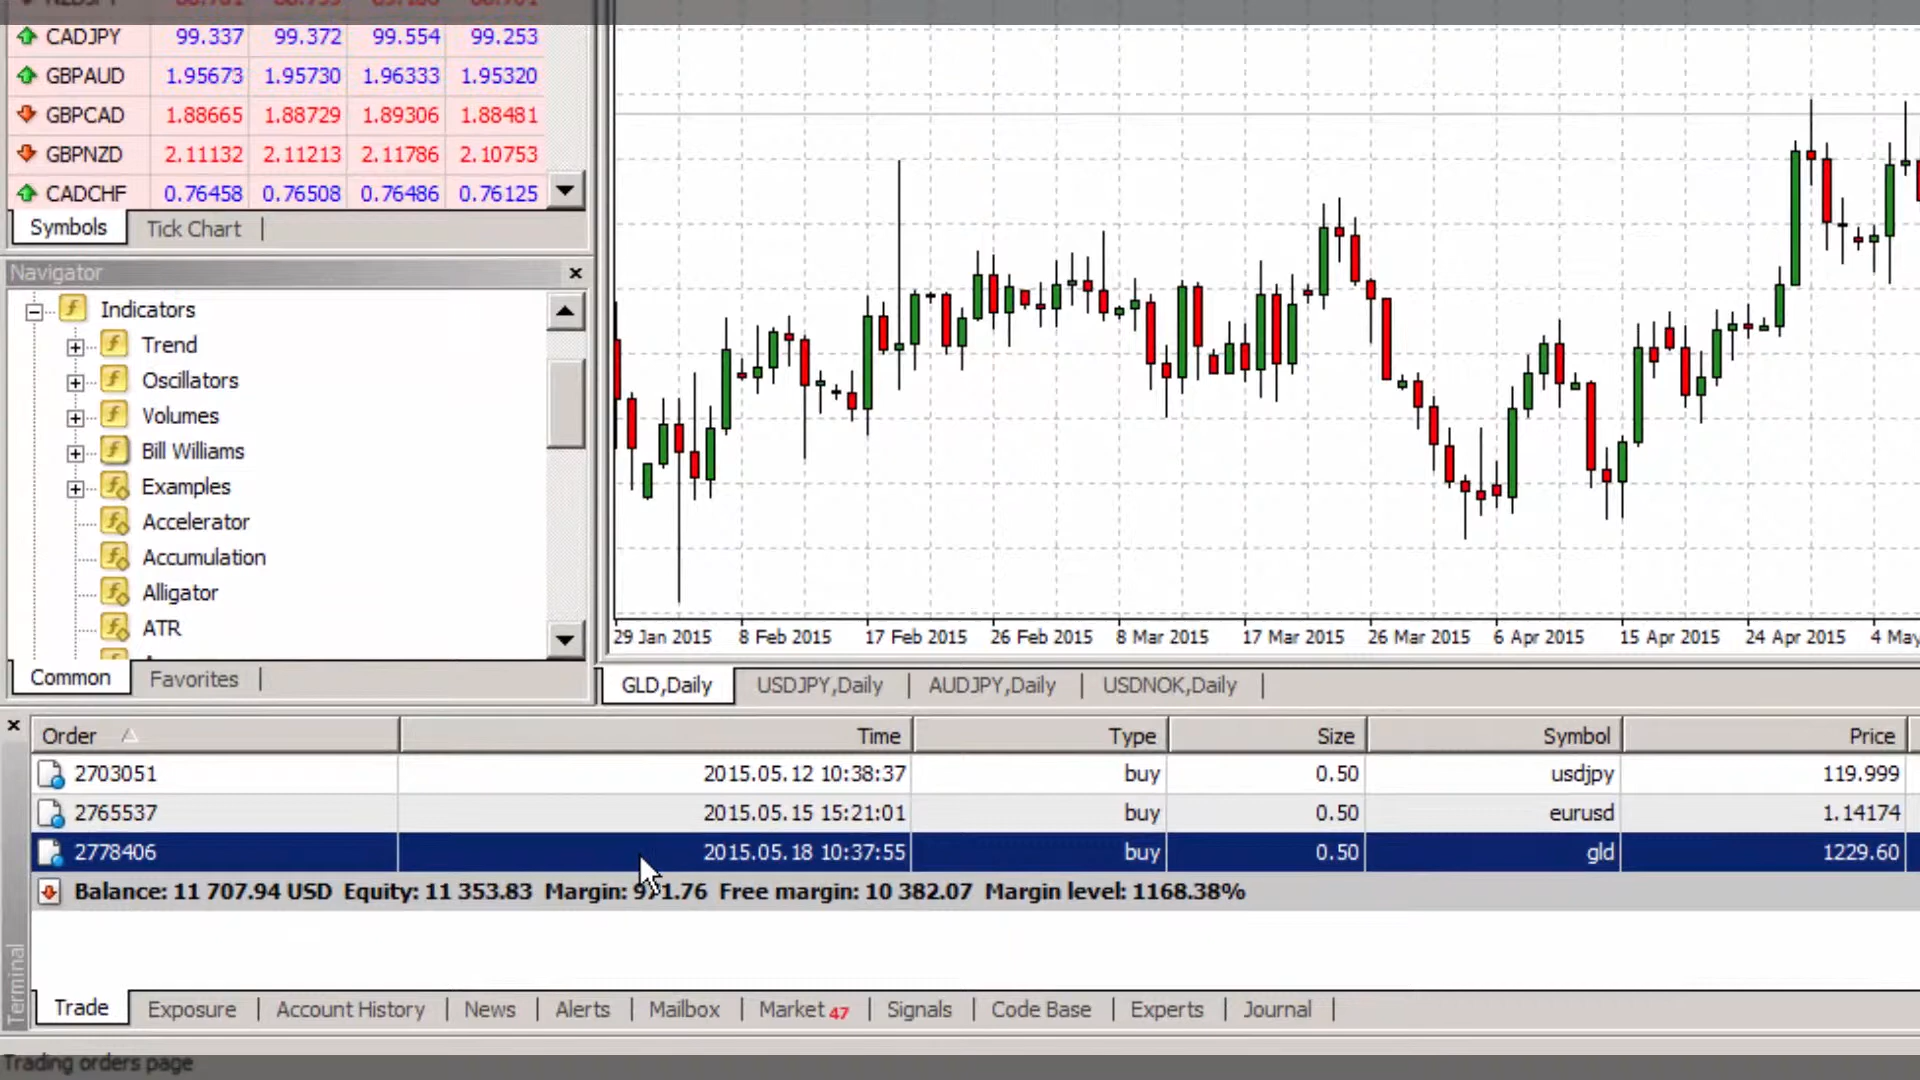 CADJPY 99.337 99.372 99.554 99.253
GBPAUD 1.95673 1.95730 1.96333 1.95320
GBPCAD 1.88665 1.88729 1.89306 1.88481
GBPNZD 2.11132 2.11213 2.11786 2.10753
CADCHF 0.76458 0.76508 0.76486 0.76125
Symbols Tick Chart
Navigator
Indicators
Trend
Oscillators
Volumes
Bill Williams
Examples
Accelerator
Accumulation
Alligator
ATR
Common Favorites
29 Jan 2015 8 Feb 2015 17 Feb 2015 26 Feb 2015 8 Mar 2015 17 Mar 2015 26 Mar 2015 6 Apr 2015 15 Apr 2015 24 Apr 2015 4 May
GLD,Daily USDJPY,Daily AUDJPY,Daily USDNOK,Daily
Order Time Type Size Symbol Price
2703051 2015.05.12 10:38:37 buy 0.50 usdjpy 119.999
2765537 2015.05.15 15:21:01 buy 0.50 eurusd 1.14174
2778406 2015.05.18 10:37:55 buy 0.50 gld 1229.60
Balance: 11 707.94 USD Equity: 11 353.83 Margin: 971.76 Free margin: 10 382.07 Margin level: 1168.38%
Terminal
Trade Exposure Account History News Alerts Mailbox Market 47 Signals Code Base Experts Journal
Trading orders page